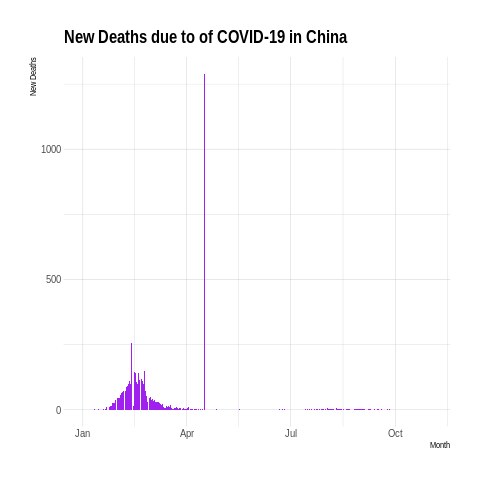 New Deaths due to of COVID-19 in China
New Deaths
1000
500
0
Jan Apr Jul Oct
Month